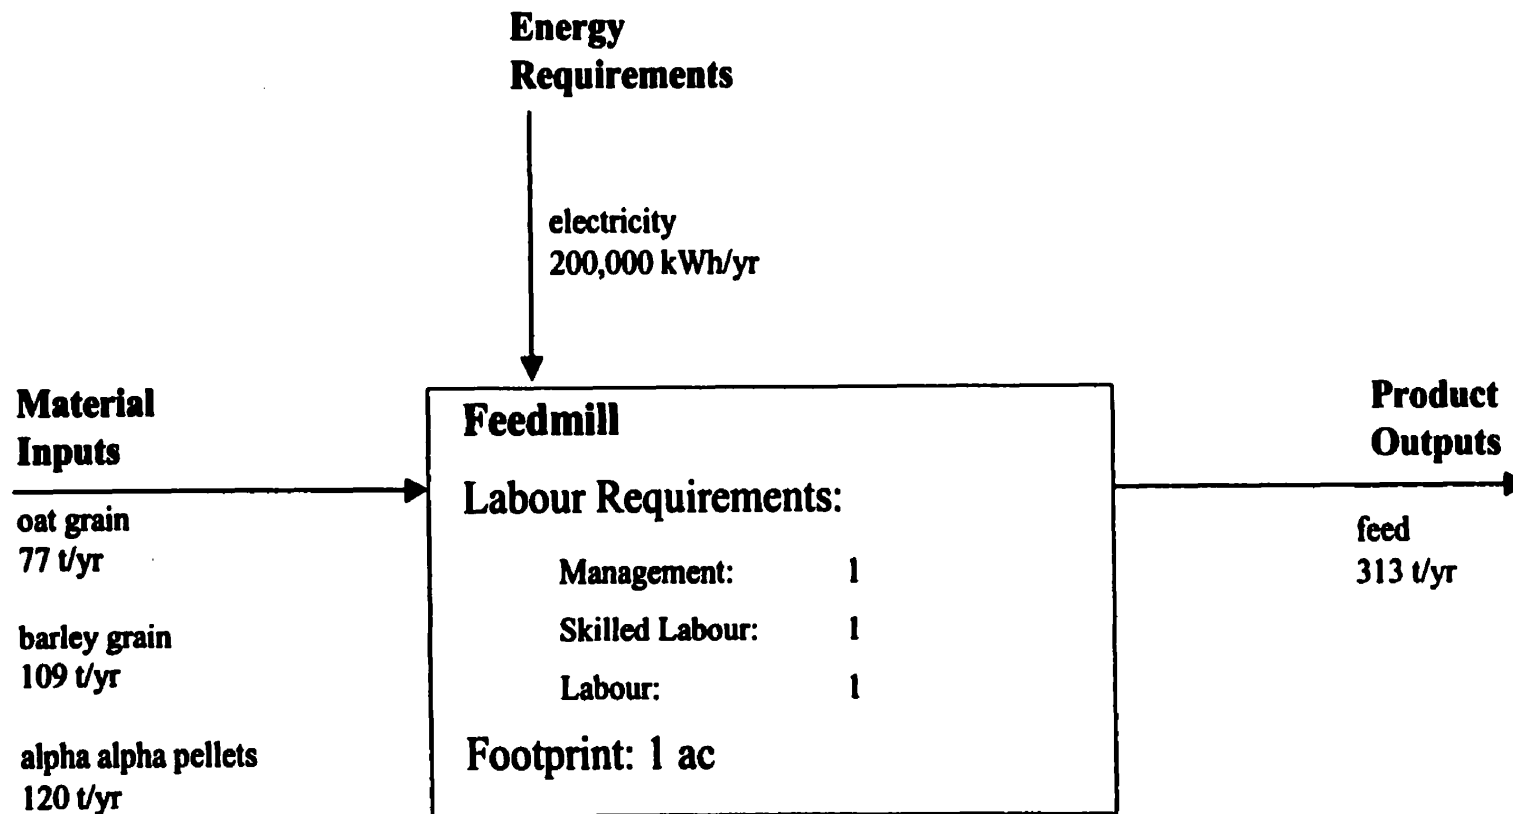 Energy
Requirements
electricity
200,000 kWh/yr
Material
Inputs
oat grain
77 t/yr
barley grain
109 t/yr
alpha alpha pellets
120 t/yr
Feedmill
Labour Requirements:
Management: 1
Skilled Labour: 1
Labour: 1
Footprint: 1 ac
Product
Outputs
feed
313 t/yr